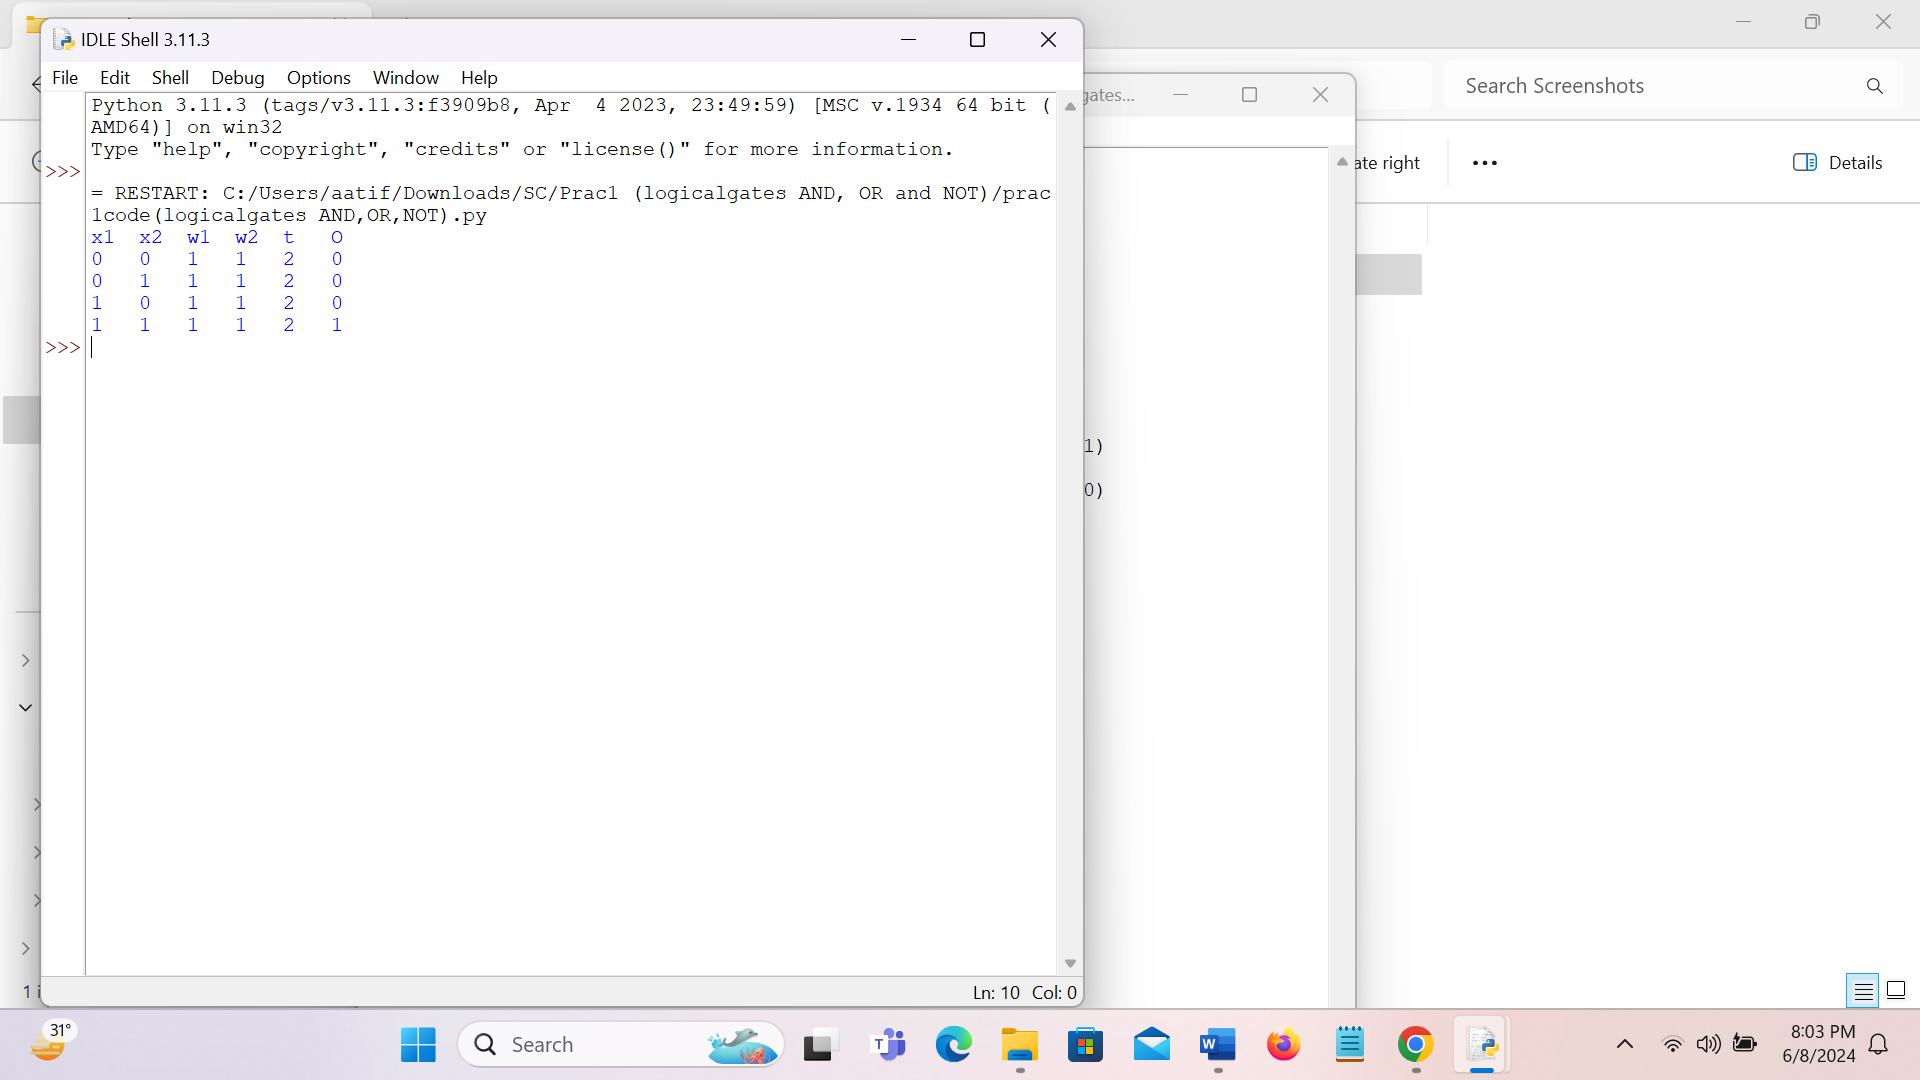 IDLE Shell 3.11.3
File Edit Shell Debug Options Window Help
Python 3.11.3 (tags/v3.11.3:f3909b8, Apr  4 2023, 23:49:59) [MSC v.1934 64 bit (
AMD64)] on win32
Type "help", "copyright", "credits" or "license()" for more information.
>>>
= RESTART: C:/Users/aatif/Downloads/SC/Prac1 (logicalgates AND, OR and NOT)/prac
1code(logicalgates AND,OR,NOT).py
x1 x2 w1 w2 t O
0 0 1 1 2 0
0 1 1 1 2 0
1 0 1 1 2 0
1 1 1 1 2 1
>>>
Ln: 10 Col: 0
gates...
1)
0)
Search Screenshots
ate right
Details
1 i
31°
Search
8:03 PM
6/8/2024